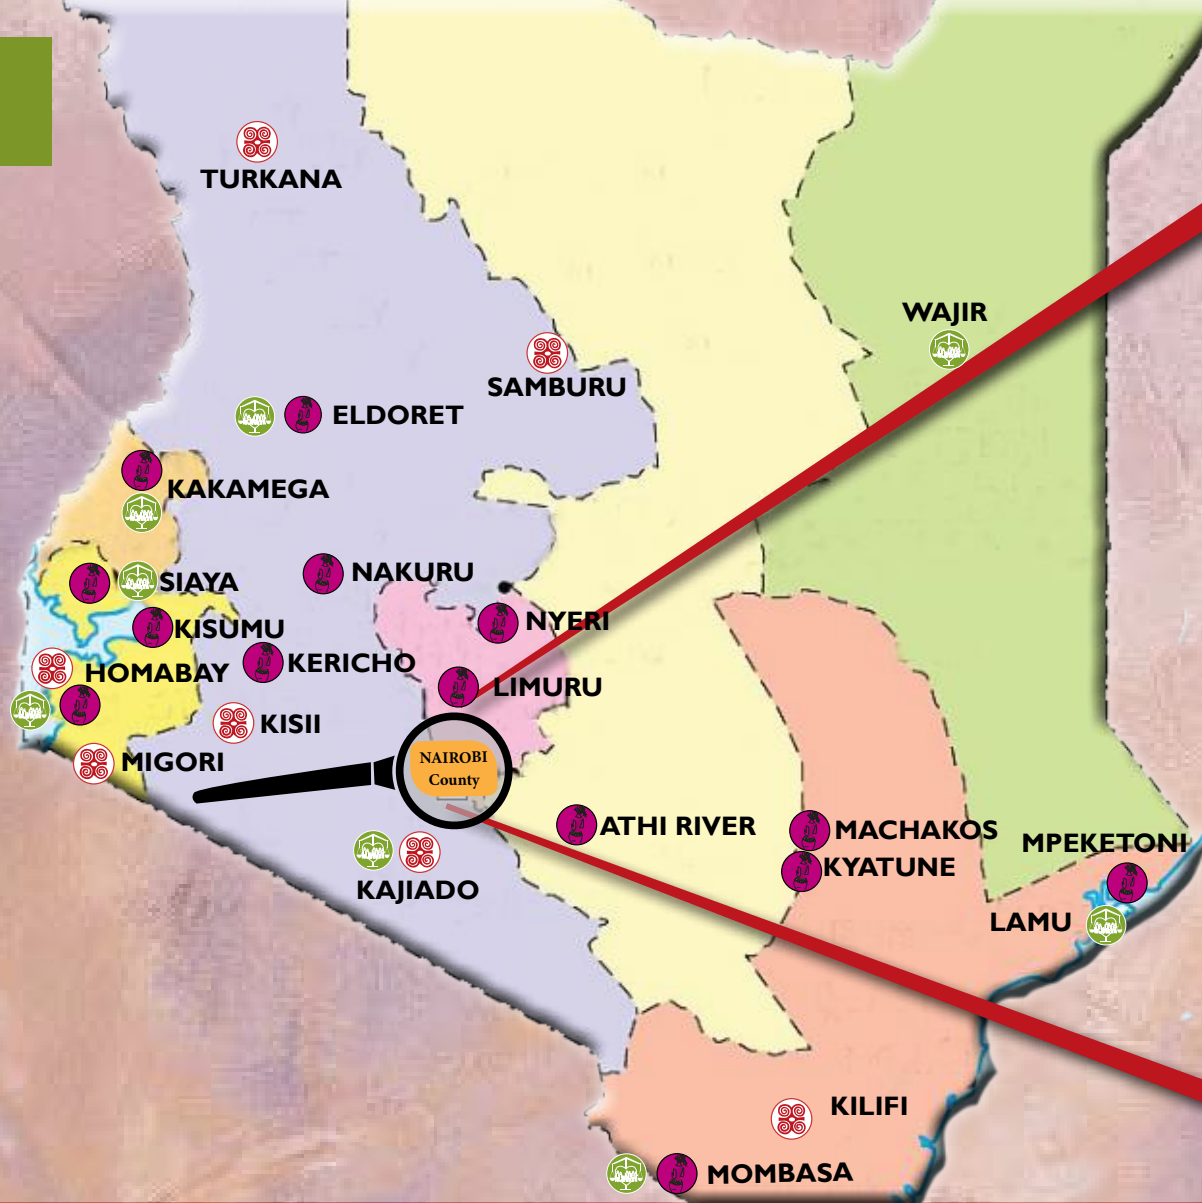 TURKANA
WAJIR
SAMBURU
ELDORET
KAKAMEGA
NAKURU
SIAYA
NYERI
KISUMU
KERICHO
HOMABAY
LIMURU
KISII
MIGORI
NAIROBI
County
ATHI RIVER
MACHAKOS
MPEKETONI
KYATUNE
KAJIADO
LAMU
KILIFI
MOMBASA